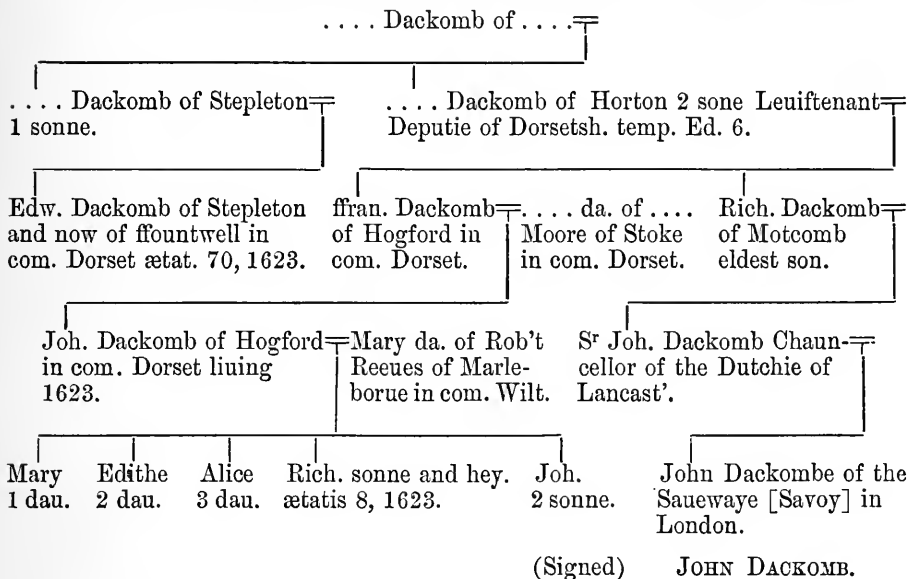 . . . . Dackomb of . . . .
. . . . Dackomb of Stepleton
1 sonne.
. . . . Dackomb of Horton 2 sone Leuiftenant
Deputie of Dorsetsh. temp. Ed. 6.
Edw. Dackomb of Stepleton
and now of ffountwell in
com. Dorset ætat. 70, 1623.
ffran. Dackomb
of Hogford in
com. Dorset.
. . . . da. of . . . .
Moore of Stoke
in com. Dorset.
Rich. Dackomb
of Motcomb
eldest son.
Joh. Dackomb of Hogford
in com. Dorset liuing
1623.
Mary da. of Rob't
Reeues of Marle-
borue in com. Wilt.
Sr Joh. Dackomb Chaun-
cellor of the Dutchie of
Lancast'.
Mary
1 dau.
Edithe
2 dau.
Alice
3 dau.
Rich. sonne and hey.
ætatis 8, 1623.
Joh.
2 sonne.
John Dackombe of the
Sauewaye [Savoy] in
London.
(Signed) JOHN DACKOMB.